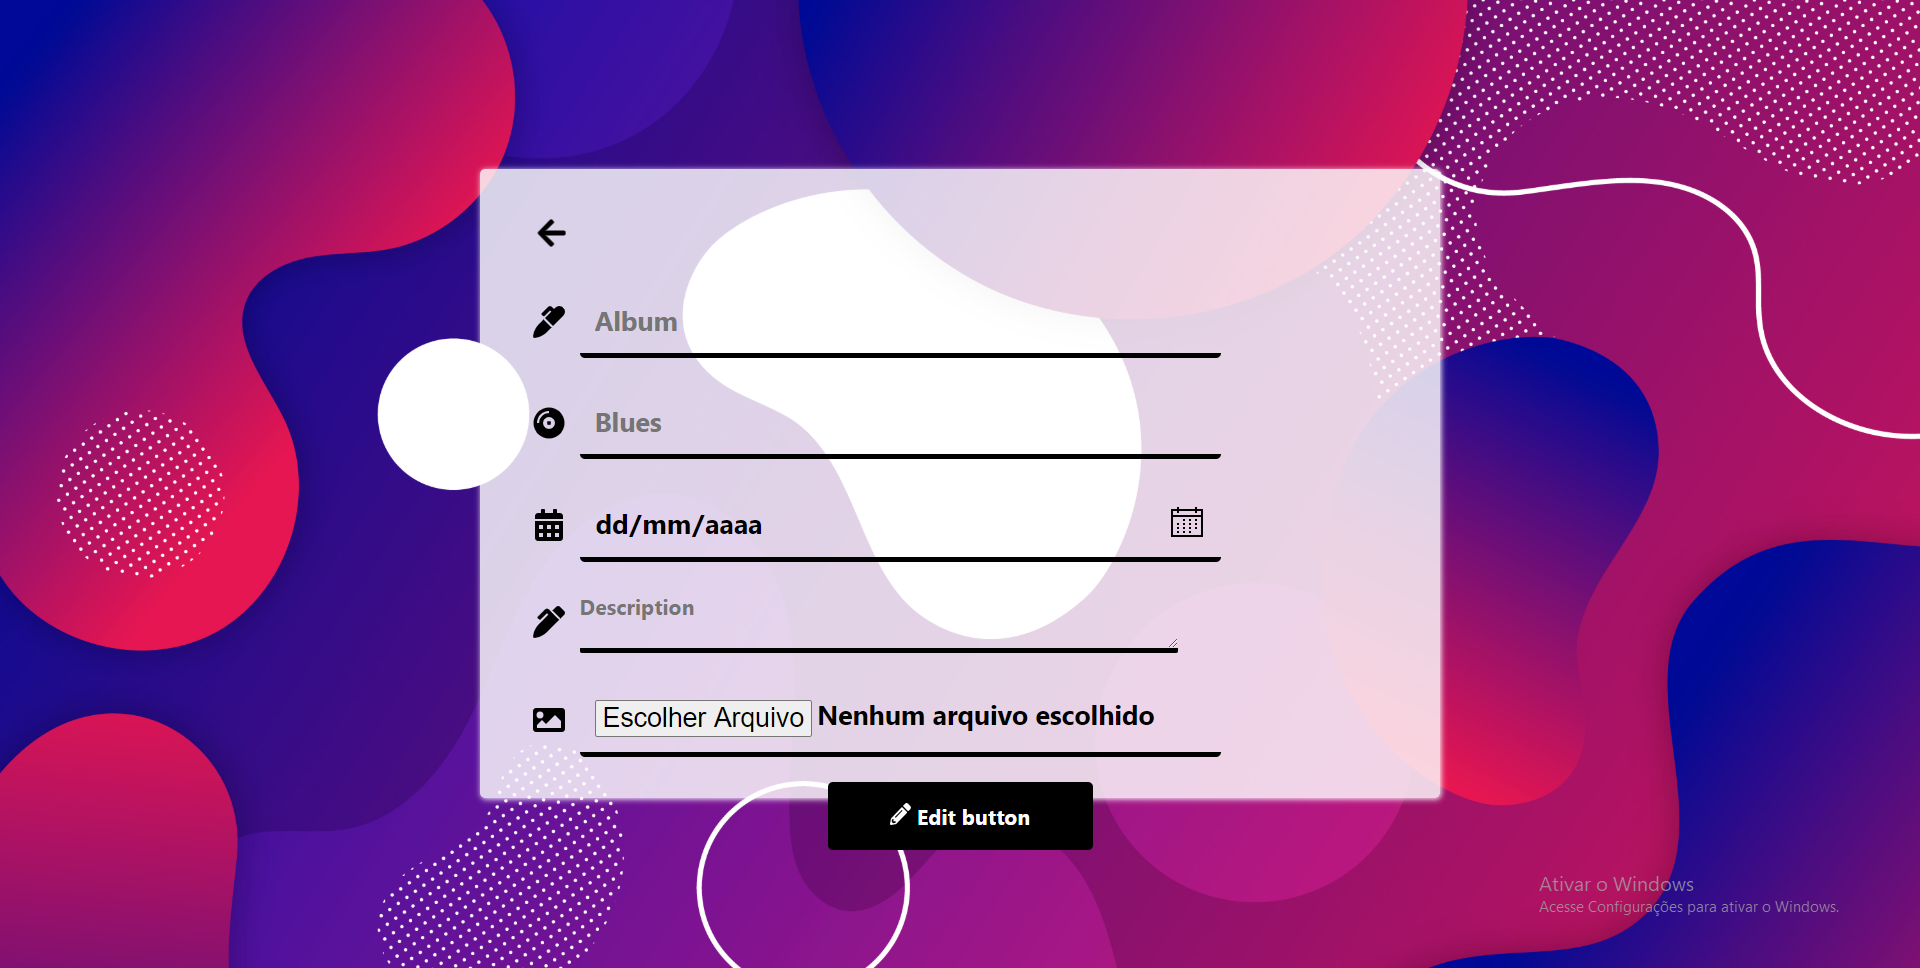 Album
Blues
dd/mm/aaaa
Description
Escolher Arquivo Nenhum arquivo escolhido
Edit button
Ativar o Windows
Acesse Configurações para ativar o Windows.